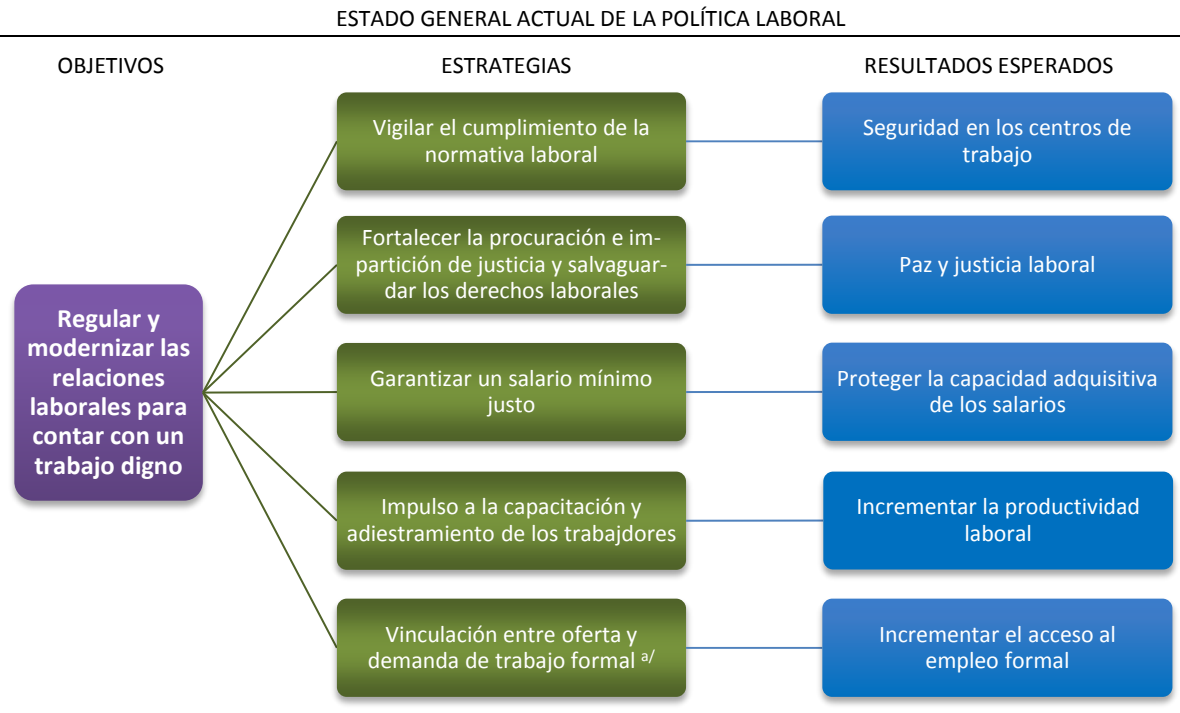 ESTADO GENERAL ACTUAL DE LA POLÍTICA LABORAL
OBJETIVOS
ESTRATEGIAS
RESULTADOS ESPERADOS
Regular y
modernizar las
relaciones
laborales para
contar con un
trabajo digno
Vigilar el cumplimiento de la
normativa laboral
Seguridad en los centros de
trabajo
Fortalecer la procuración e im-
partición de justicia y salvaguar-
dar los derechos laborales
Paz y justicia laboral
Garantizar un salario mínimo
justo
Proteger la capacidad adquisitiva
de los salarios
Impulso a la capacitación y
adiestramiento de los trabajdores
Incrementar la productividad
laboral
Vinculación entre oferta y
demanda de trabajo formal a/
Incrementar el acceso al
empleo formal